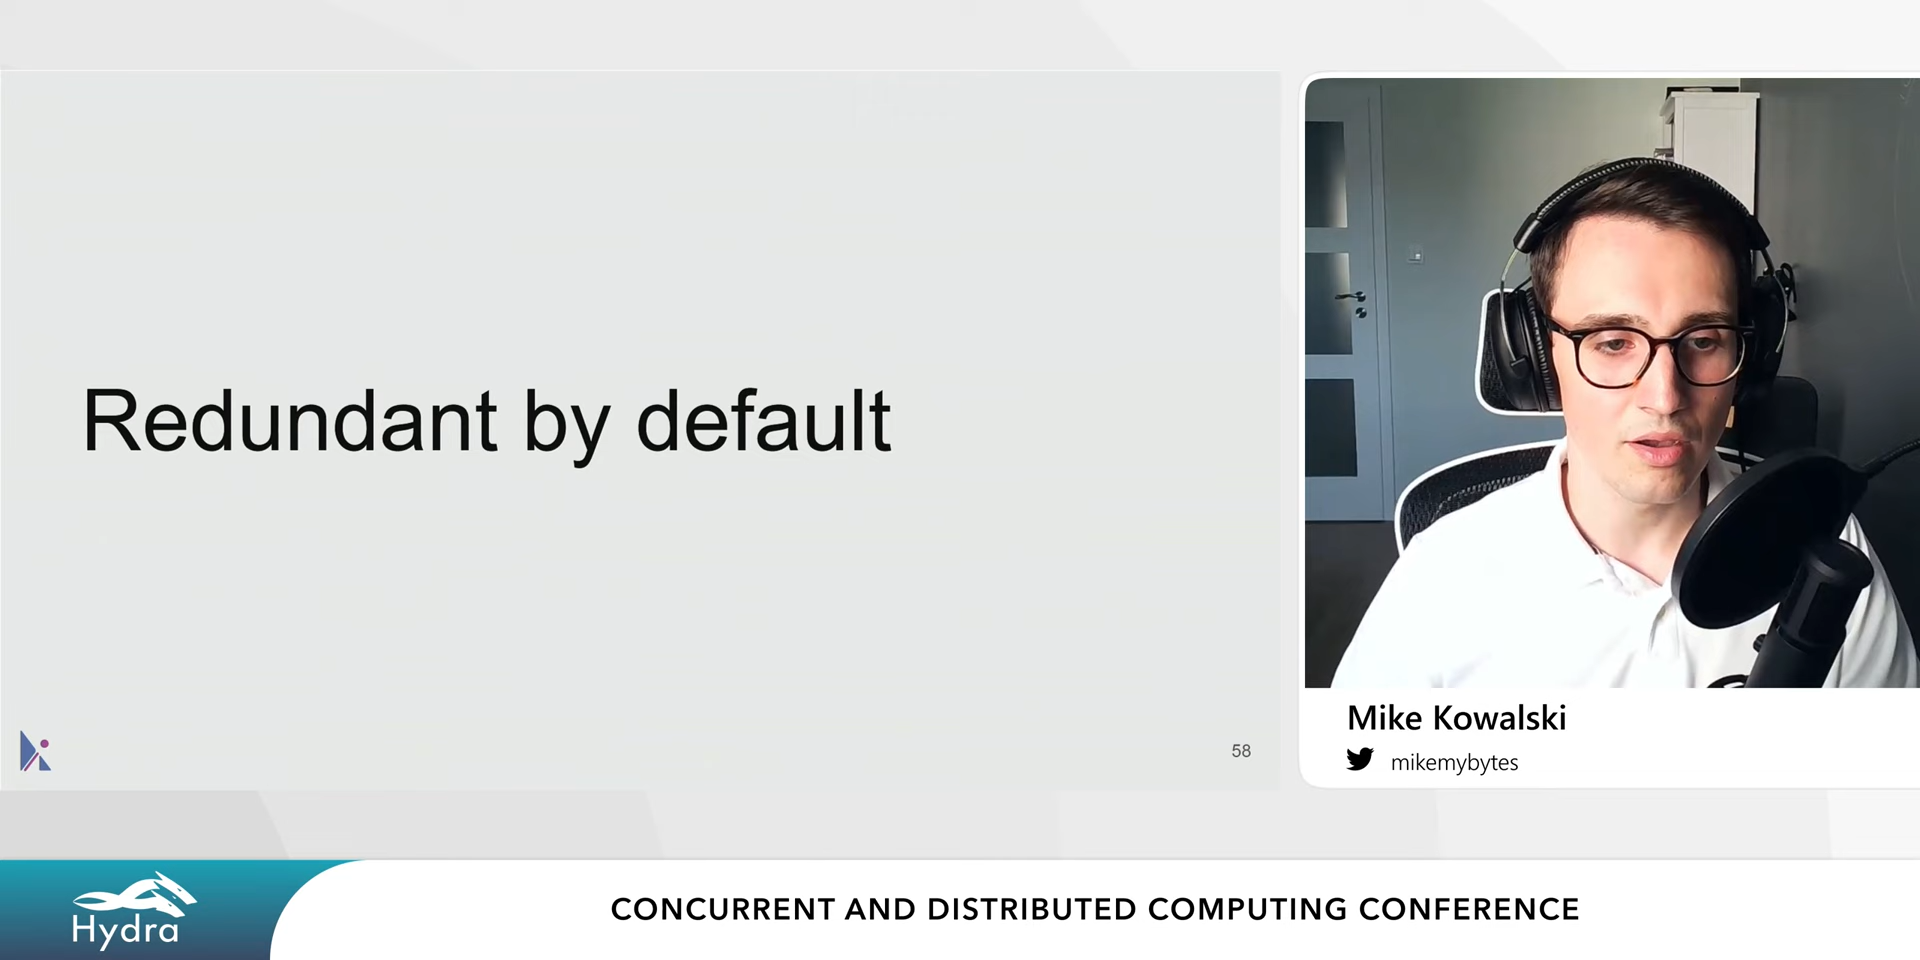 Redundant by default
58
Mike Kowalski
mikemybytes
Hydra
CONCURRENT AND DISTRIBUTED COMPUTING CONFERENCE